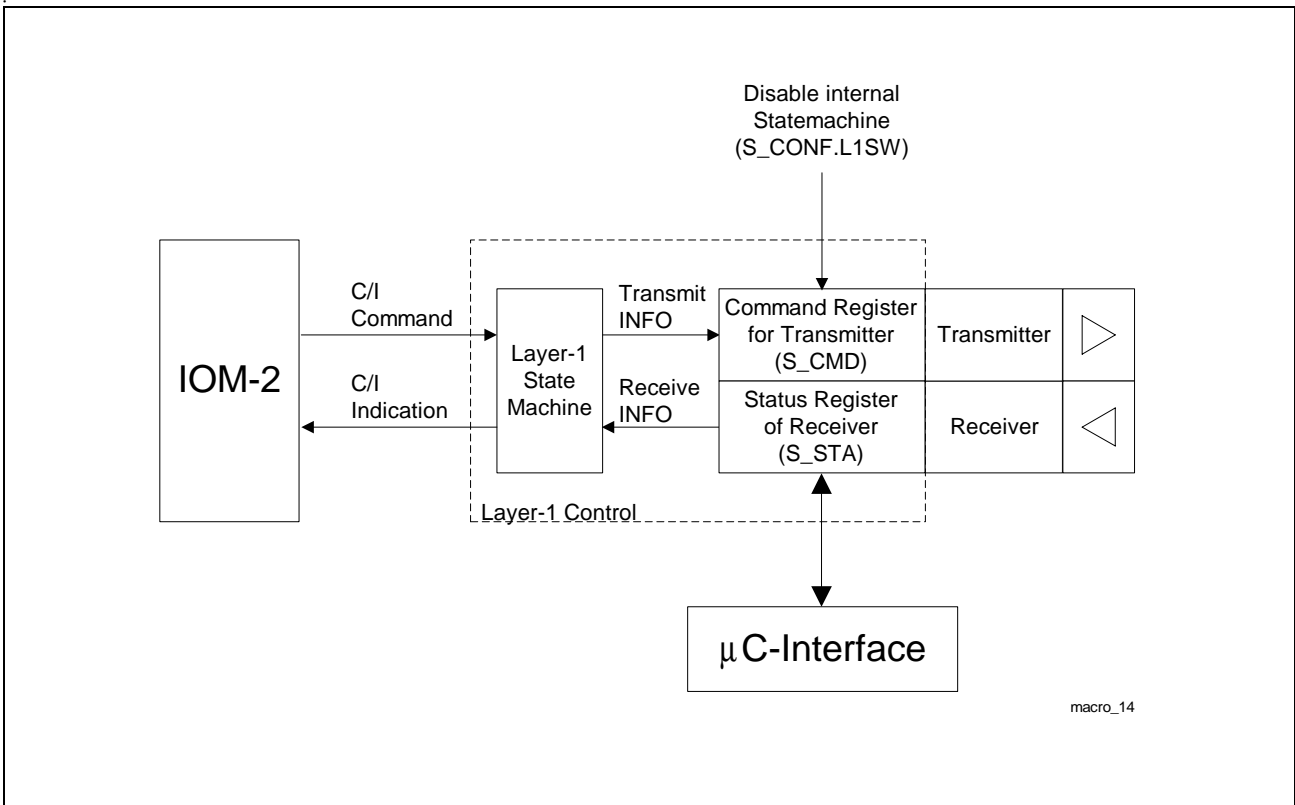 Disable internal
Statemachine
(S_CONF.L1SW)
IOM-2
C/I
Command
C/I
Indication
Layer-1
State
Machine
Transmit
INFO
Receive
INFO
Command Register
for Transmitter
(S_CMD)
Transmitter
Status Register
of Receiver
(S_STA)
Receiver
Layer-1 Control
μC-Interface
macro_14